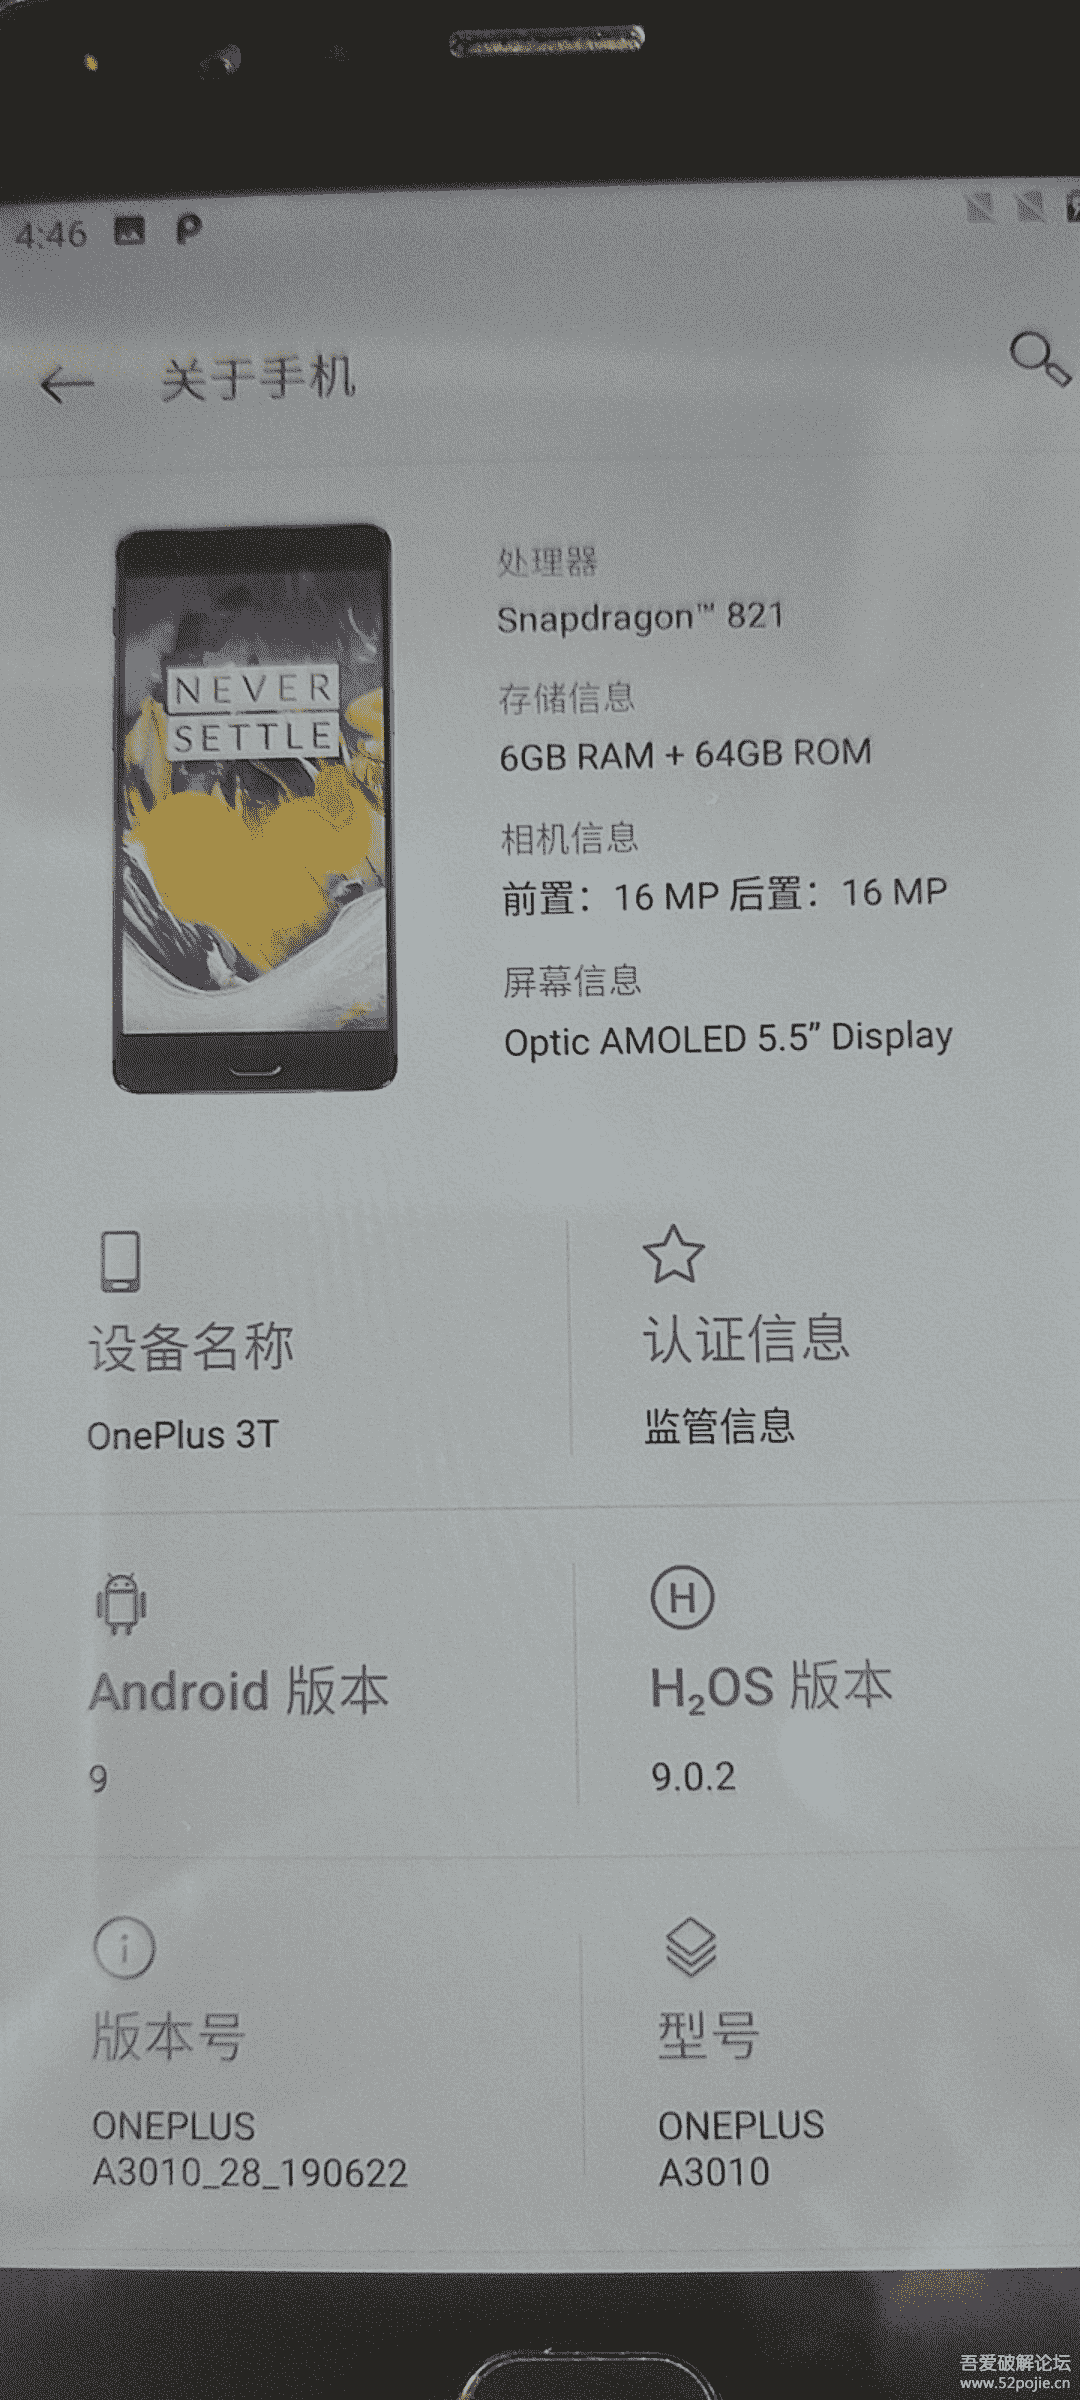 4:46
关于手机
NEVER
SETTLE
处理器
Snapdragon™ 821
存储信息
6GB RAM + 64GB ROM
相机信息
前置：16 MP 后置：16 MP
屏幕信息
Optic AMOLED 5.5” Display
设备名称
OnePlus 3T
认证信息
监管信息
Android 版本
9
H₂OS 版本
9.0.2
版本号
ONEPLUS
A3010_28_190622
型号
ONEPLUS
A3010
吾爱破解论坛
www.52pojie.cn